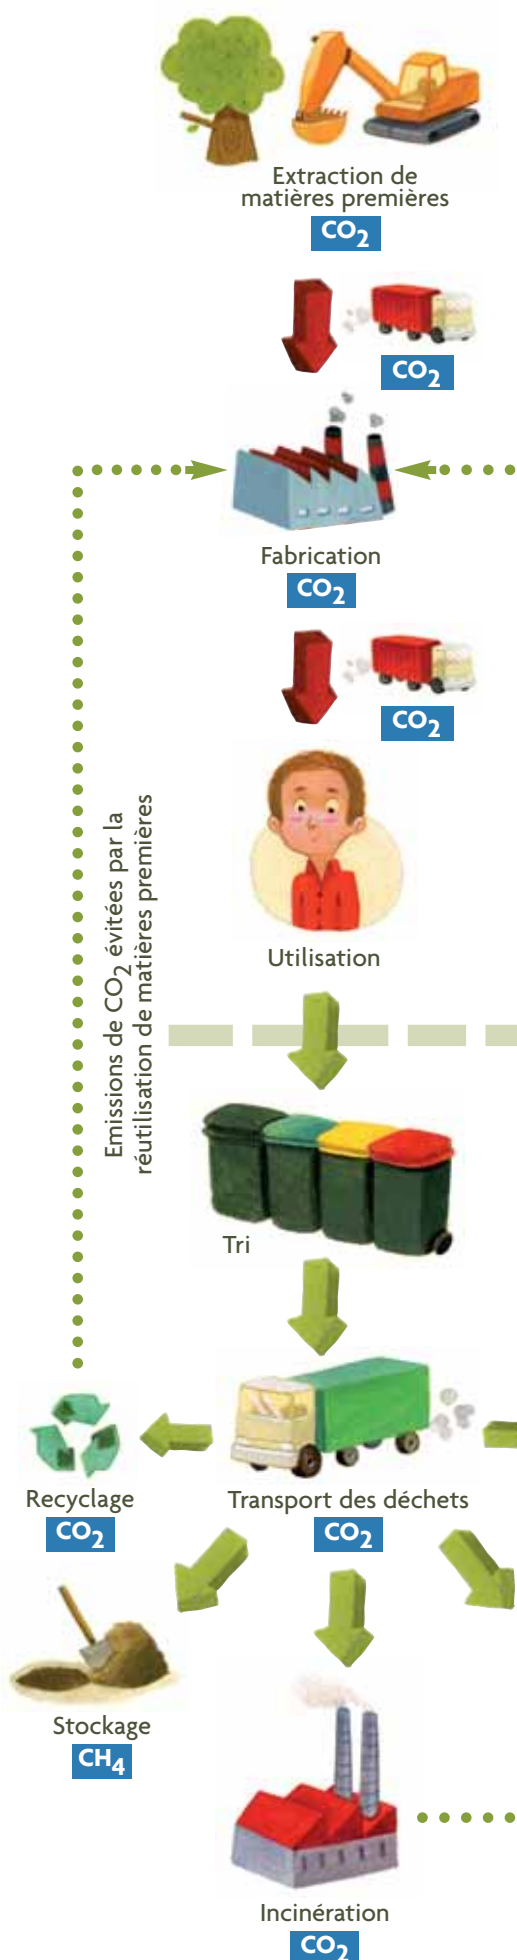 Extraction de
matières premières
CO2
CO2
Fabrication
CO2
CO2
Utilisation
Emissions de CO2 évitées par la
réutilisation de matières premières
Tri
Recyclage
CO2
Transport des déchets
CO2
Stockage
CH4
Incinération
CO2